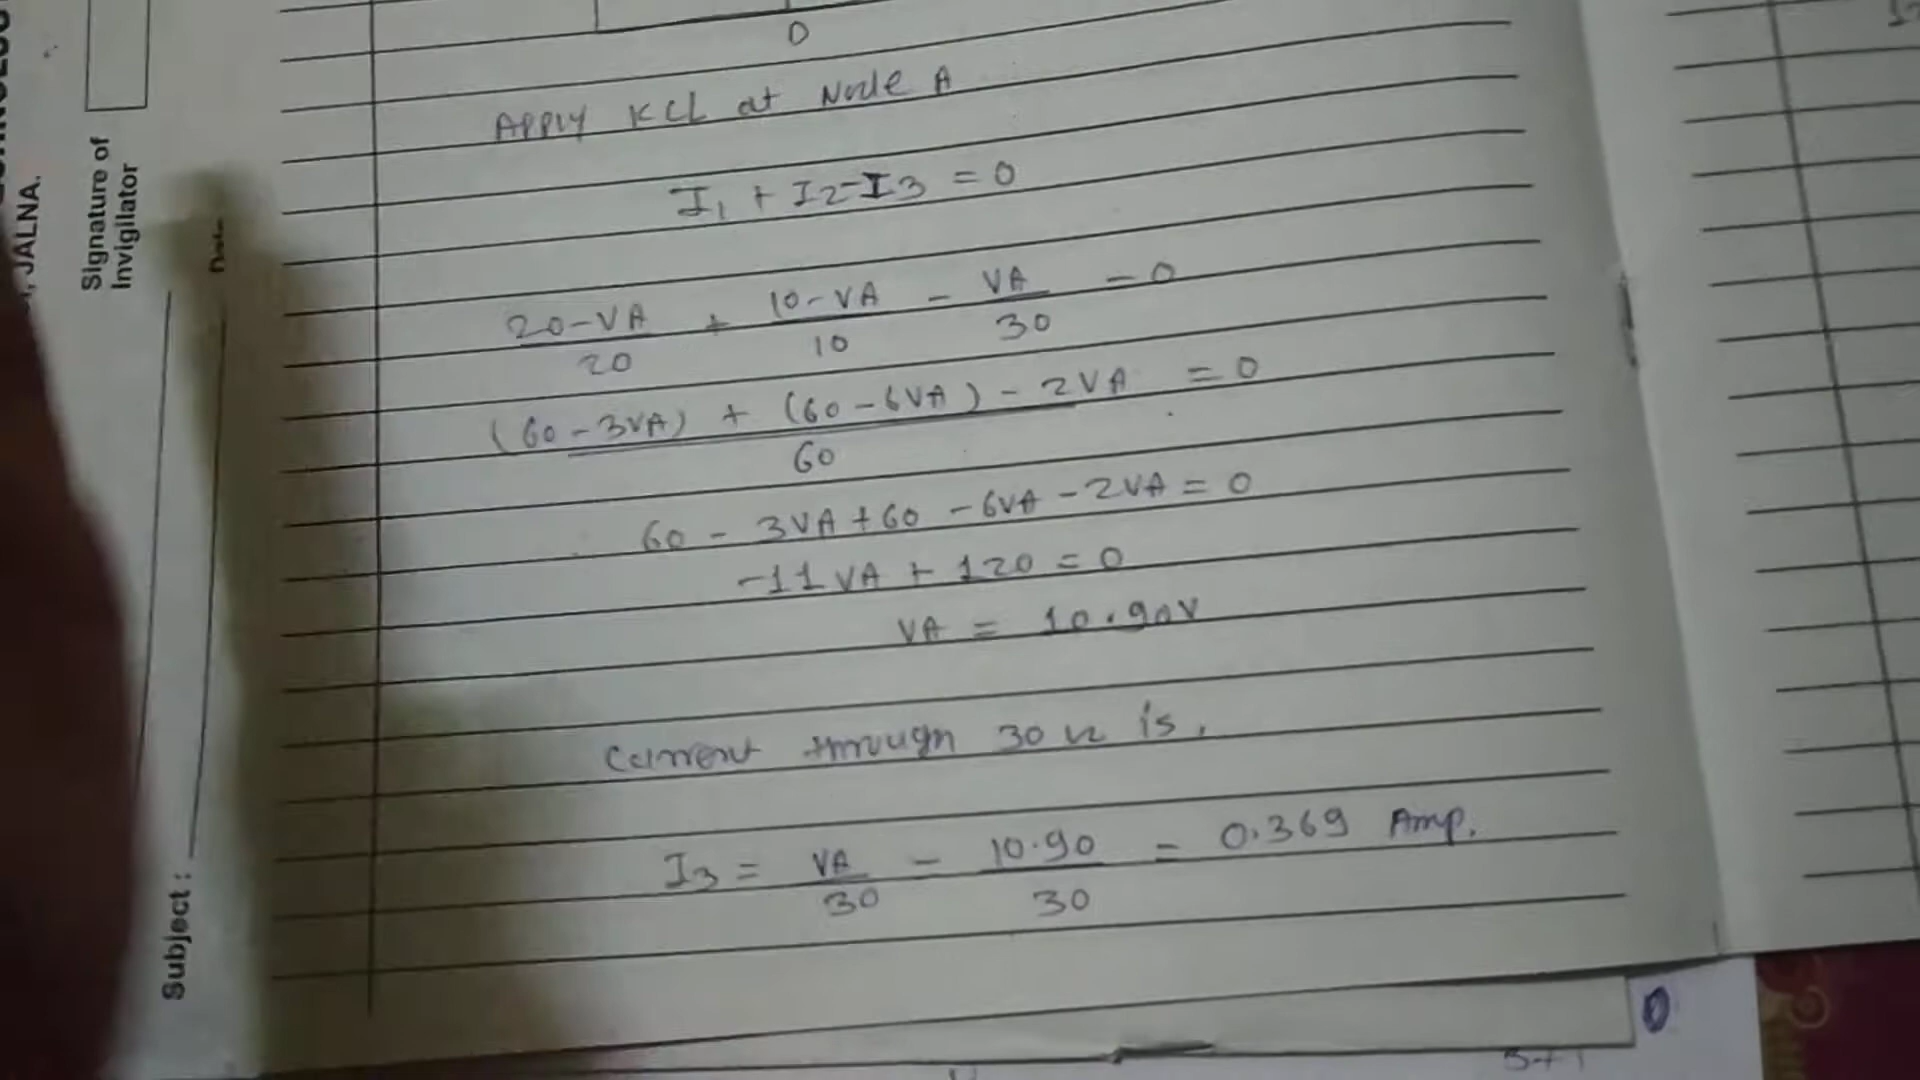 D
APPLY KCL at Node A
I1 + I2 - I3 = 0
20-VA / 20 + 10-VA / 10 - VA / 30 = 0
(60-3VA) + (60-6VA) - 2VA / 60 = 0
60 - 3VA + 60 - 6VA - 2VA = 0
-11VA + 120 = 0
VA = 10.90V
Current through 30 Ω is,
I3 = VA / 30 = 10.90 / 30 = 0.369 Amp.
, JALNA.
Signature of
Invigilator
Subject :